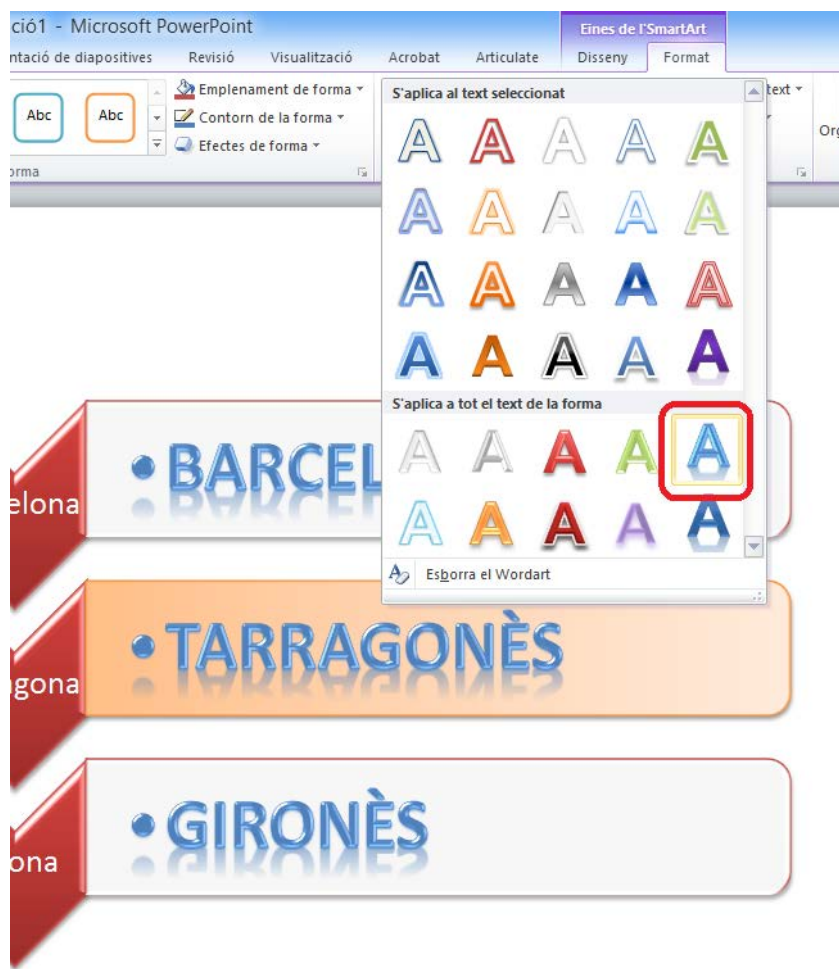 ció1 - Microsoft PowerPoint
Eines de l'SmartArt
ntació de diapositives Revisió Visualització Acrobat Articulate Disseny Format
Abc Abc
Emplenament de forma
Contorn de la forma
Efectes de forma
orma
S'aplica al text seleccionat
text
Org
A A A A A
A A A A A
A A A A A
A A A A A
S'aplica a tot el text de la forma
A A A A A
A A A A A
Esborra el Wordart
elona
• BARCEL
gona
• TARRAGONÈS
ona
• GIRONÈS